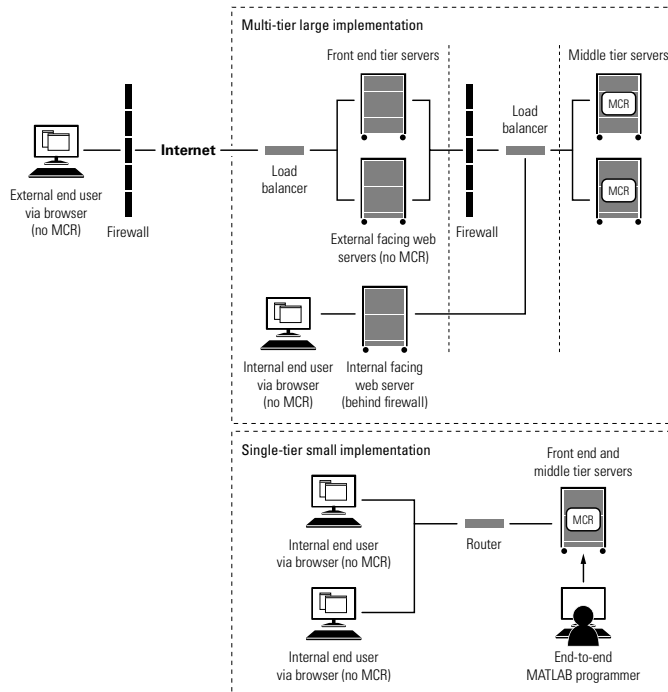 Multi-tier large implementation
Front end tier servers
Middle tier servers
MCR
Load
balancer
Internet
Load
balancer
MCR
External end user
via browser
(no MCR)
Firewall
External facing web
servers (no MCR)
Firewall
Internal end user
via browser
(no MCR)
Internal facing
web server
(behind firewall)
Single-tier small implementation
Front end and
middle tier servers
MCR
Internal end user
via browser (no MCR)
Router
Internal end user
via browser (no MCR)
End-to-end
MATLAB programmer